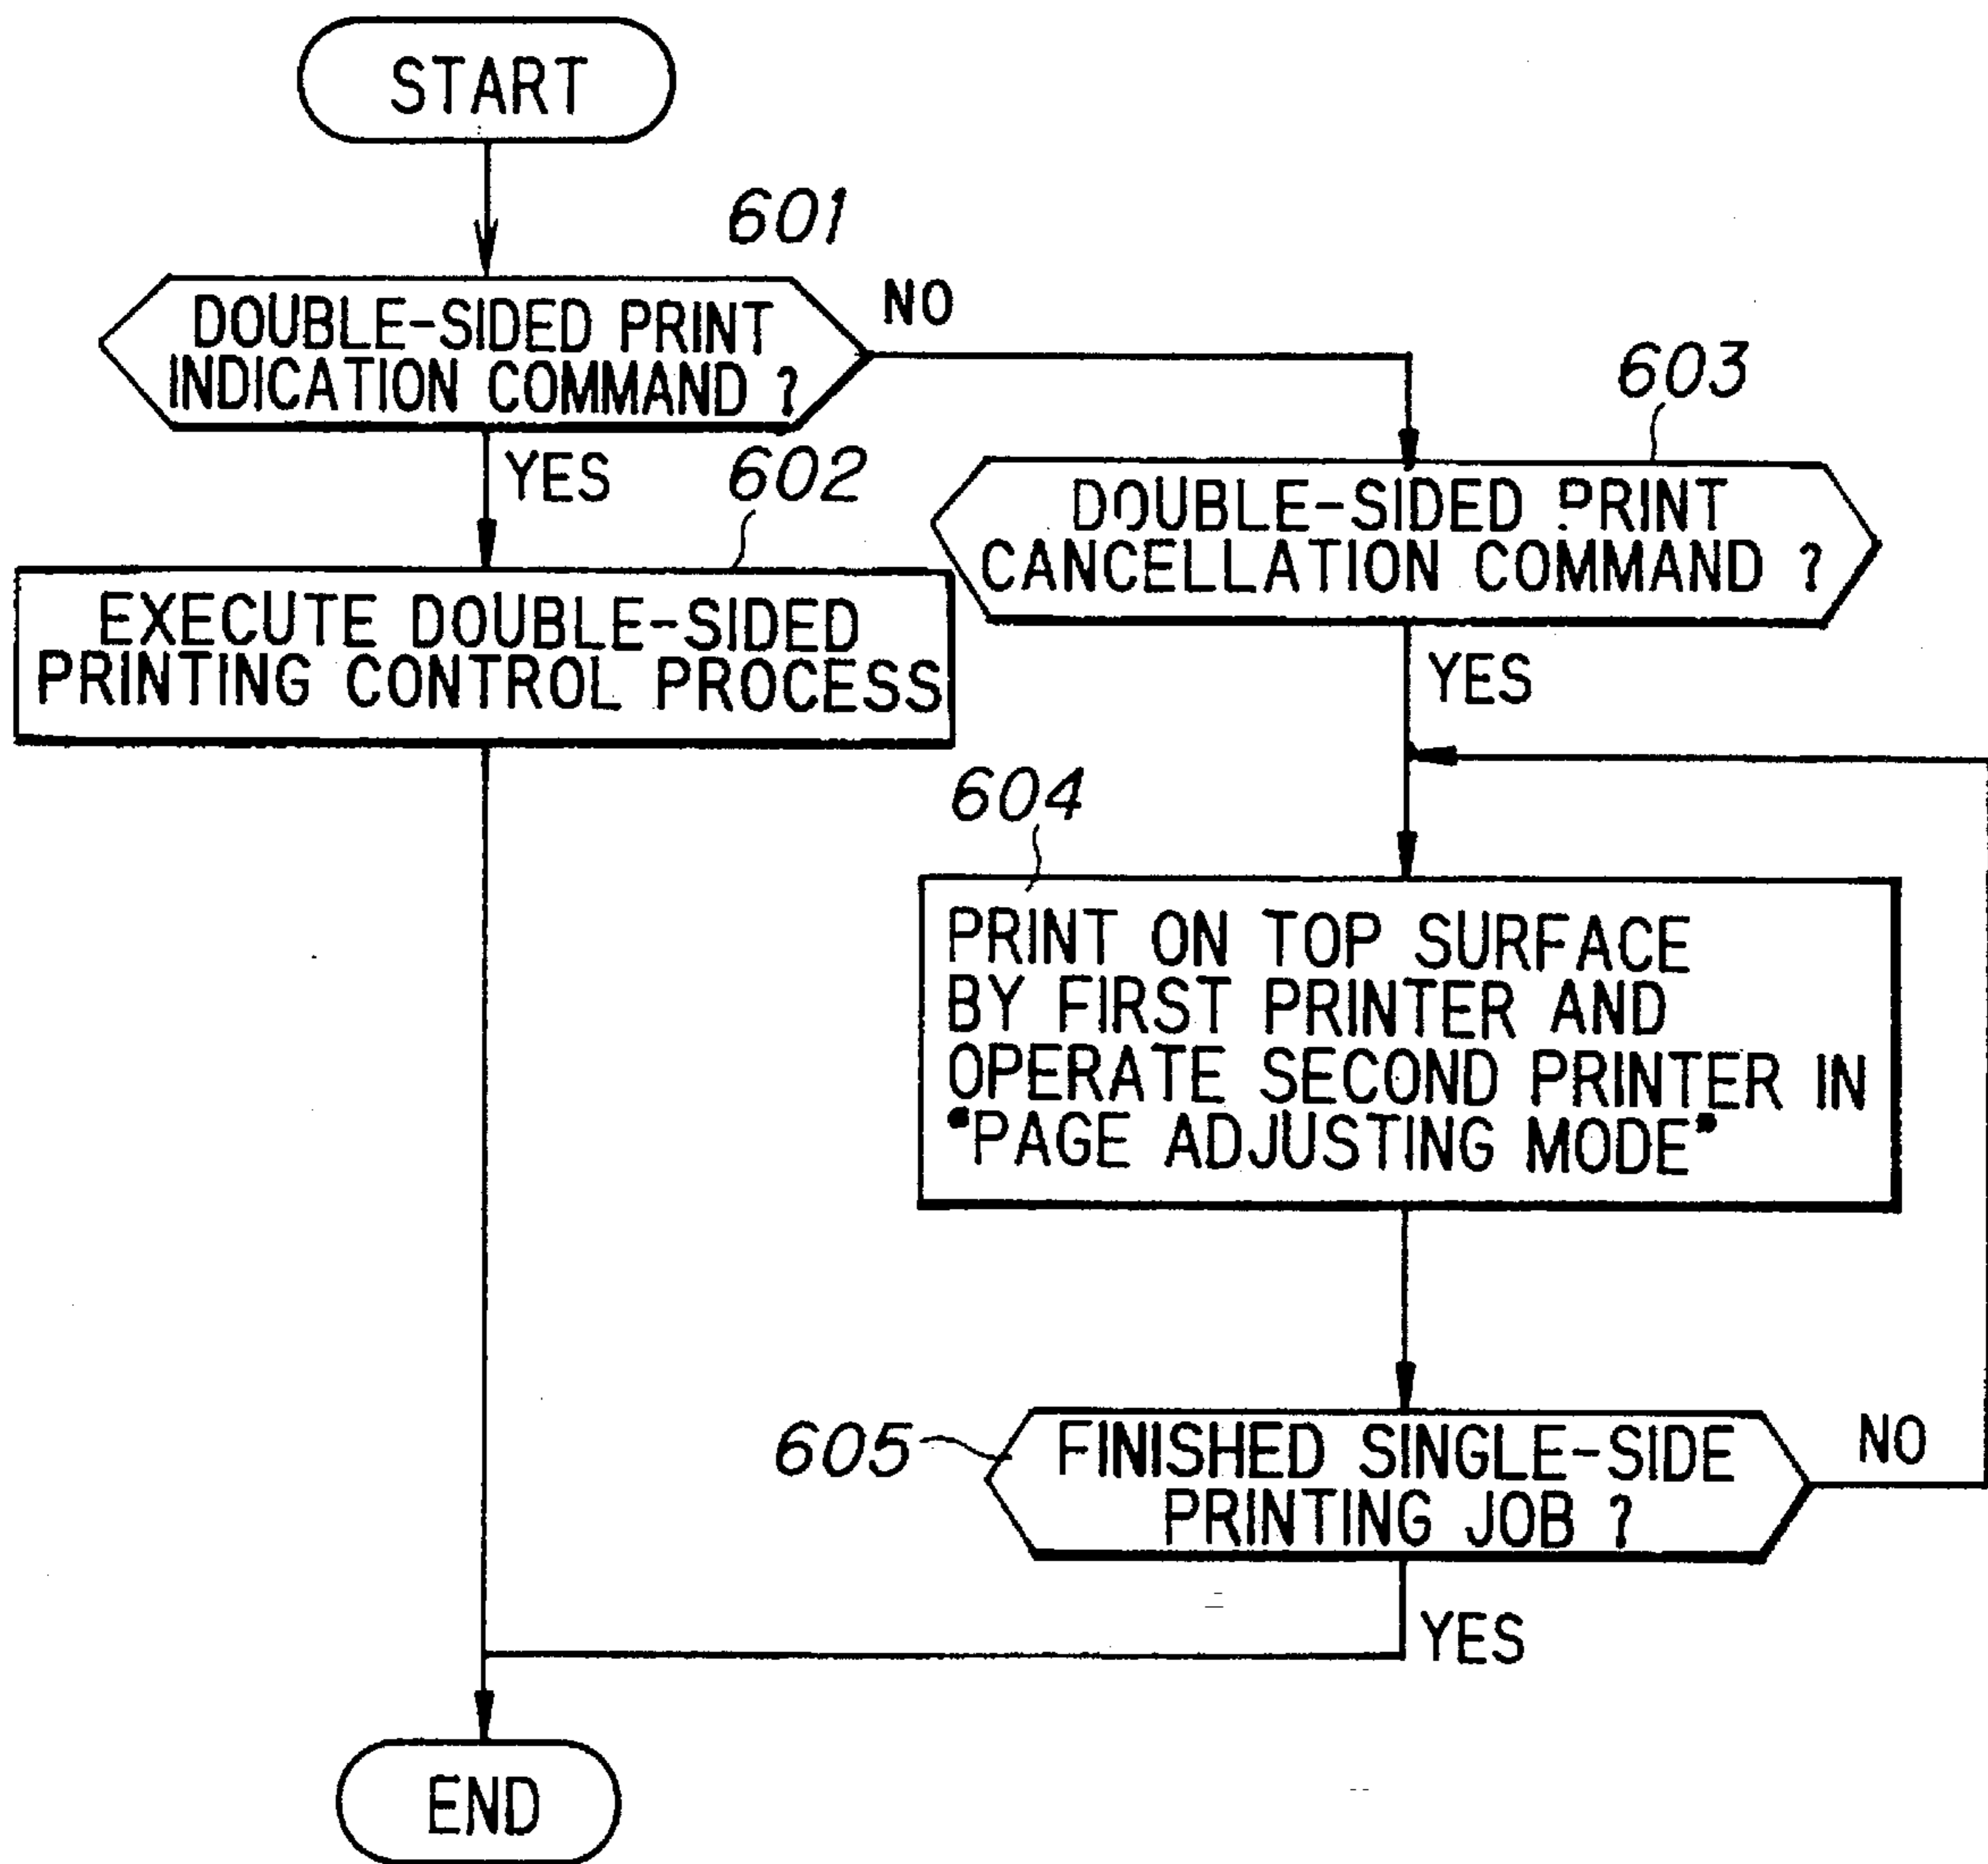 START
601
DOUBLE-SIDED PRINT
INDICATION COMMAND ?
NO
YES
602
EXECUTE DOUBLE-SIDED
PRINTING CONTROL PROCESS
603
DOUBLE-SIDED PRINT
CANCELLATION COMMAND ?
YES
604
PRINT ON TOP SURFACE
BY FIRST PRINTER AND
OPERATE SECOND PRINTER IN
"PAGE ADJUSTING MODE"
605
FINISHED SINGLE-SIDE
PRINTING JOB ?
NO
YES
END